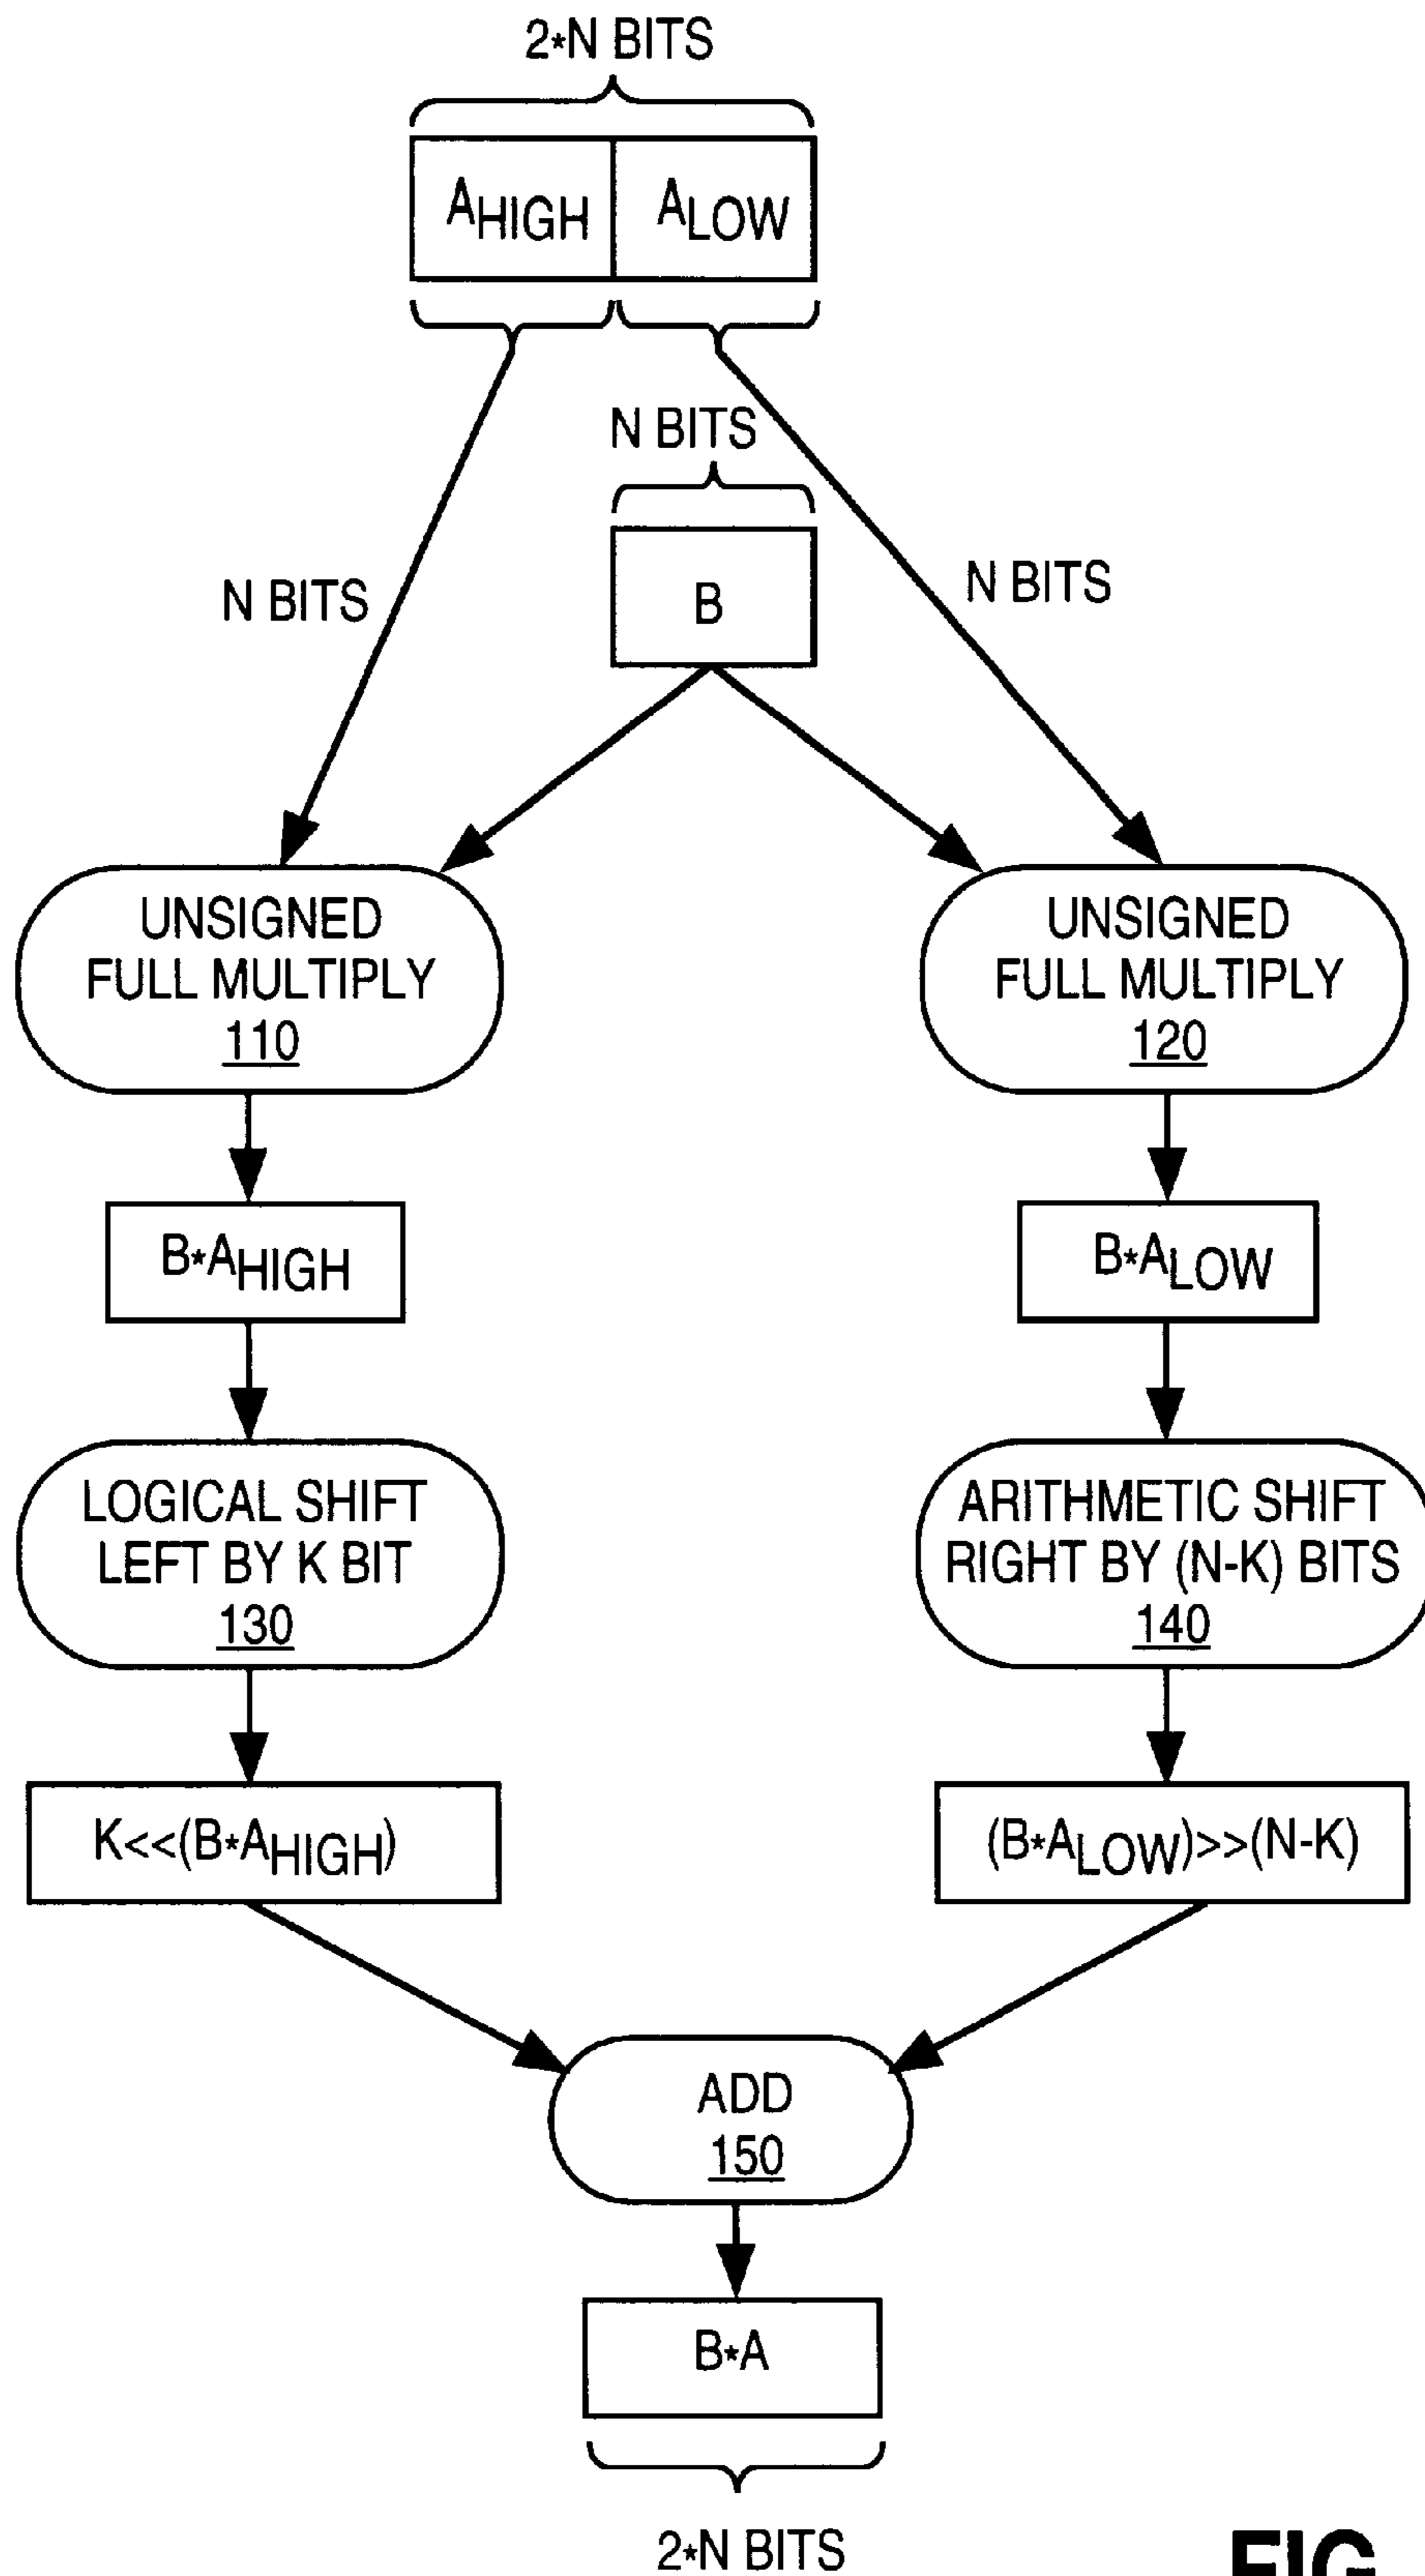 2*N BITS
AHIGH ALOW
N BITS
N BITS
N BITS
B
UNSIGNED
FULL MULTIPLY
110
UNSIGNED
FULL MULTIPLY
120
B*AHIGH
B*ALOW
LOGICAL SHIFT
LEFT BY K BIT
130
ARITHMETIC SHIFT
RIGHT BY (N-K) BITS
140
K<<(B*AHIGH)
(B*ALOW)>>(N-K)
ADD
150
B*A
2*N BITS
FIG